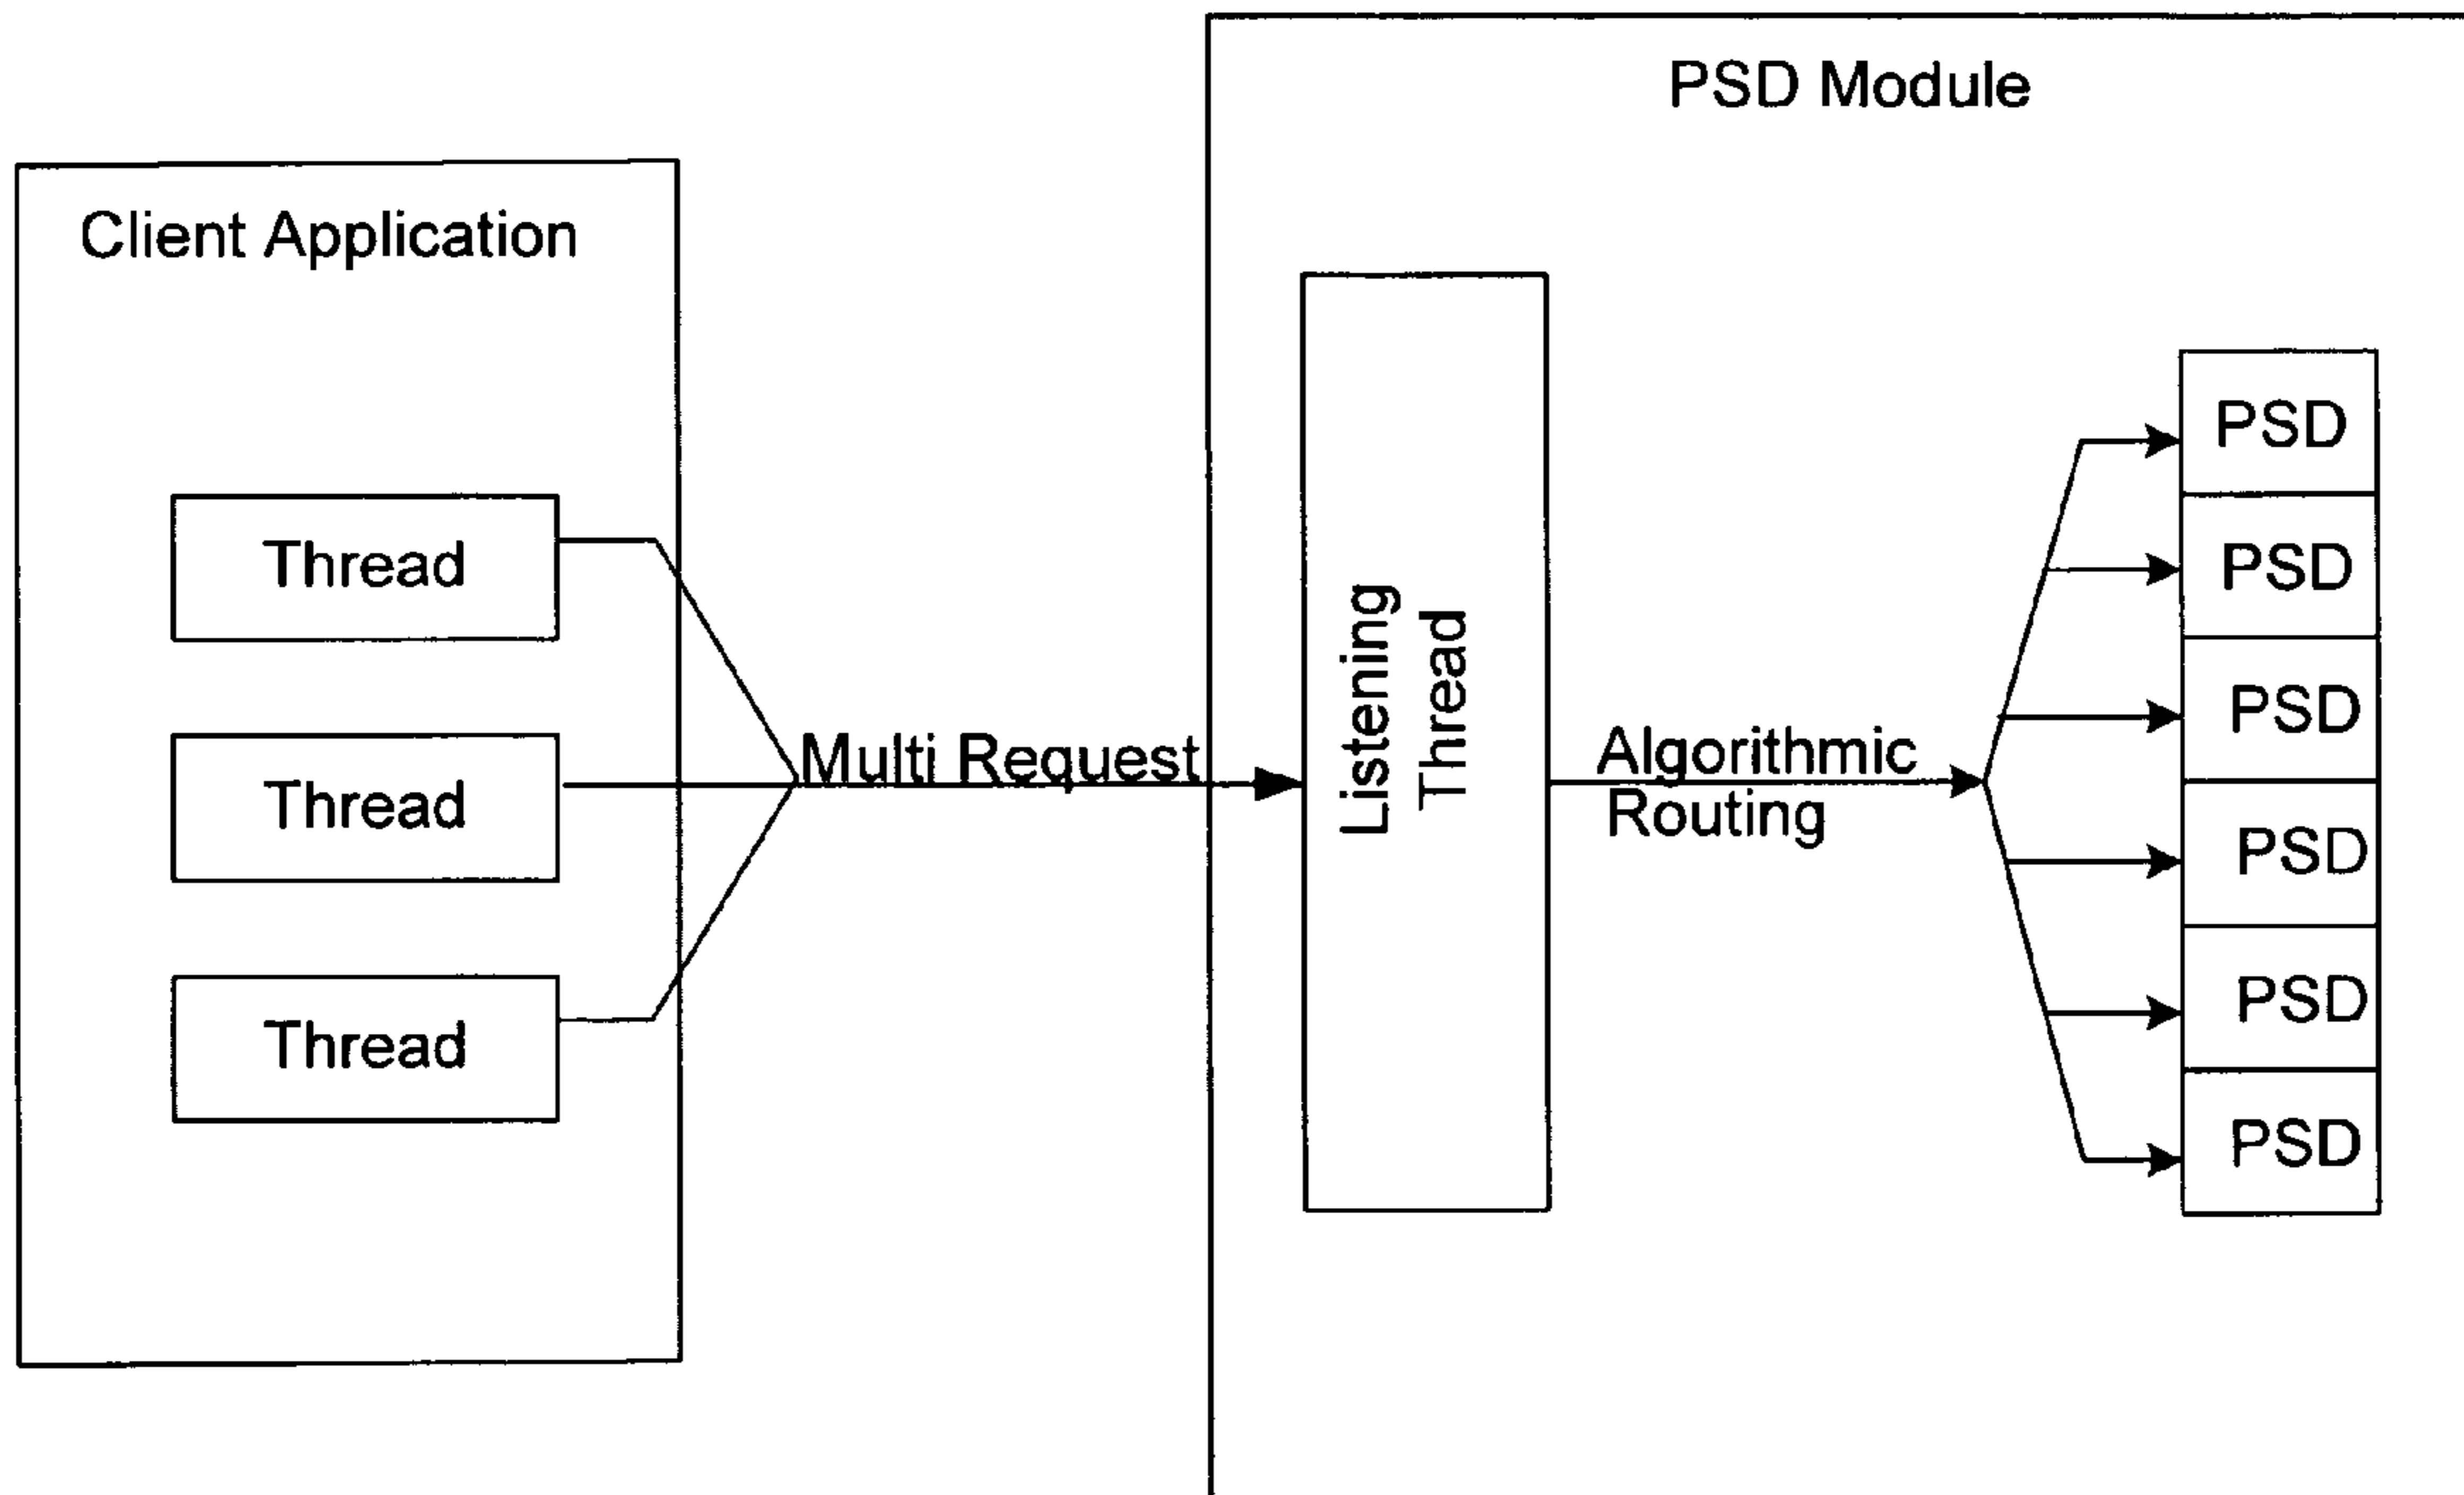 PSD Module
Client Application
Thread
Thread
Thread
Multi Request
Listening
Thread
Algorithmic
Routing
PSD
PSD
PSD
PSD
PSD
PSD